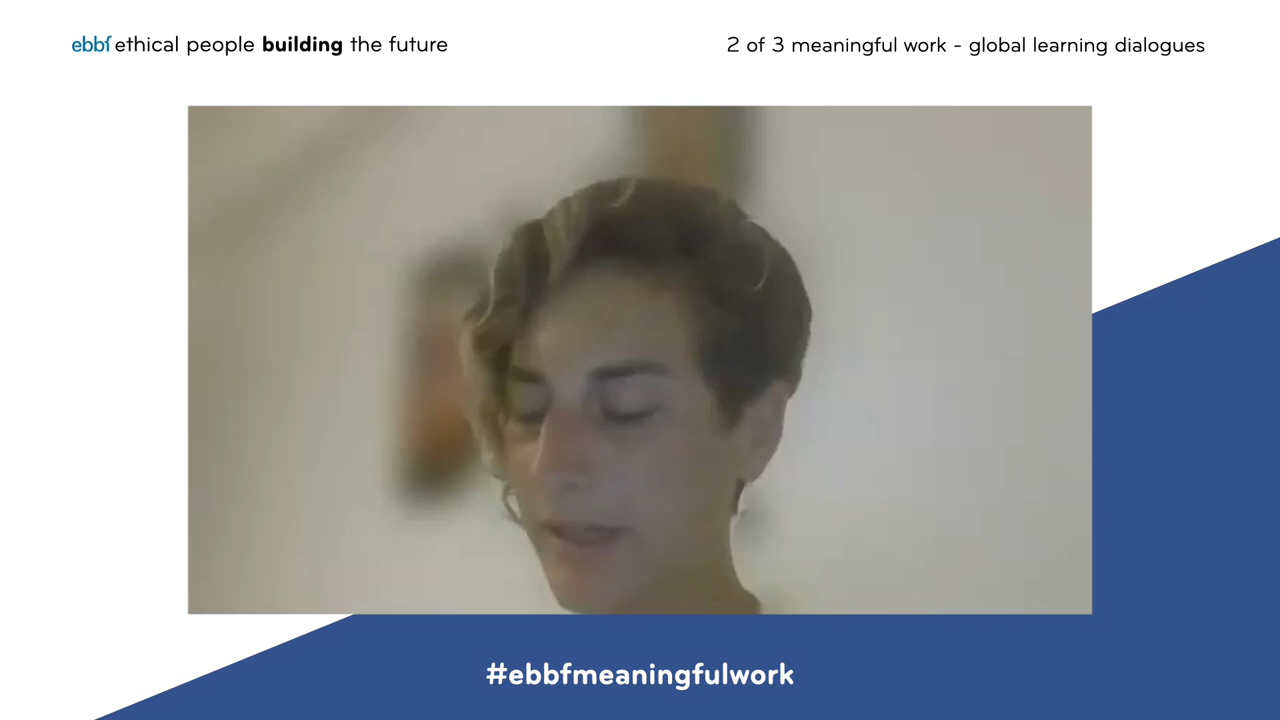 ebbf ethical people building the future
2 of 3 meaningful work - global learning dialogues
#ebbfmeaningfulwork